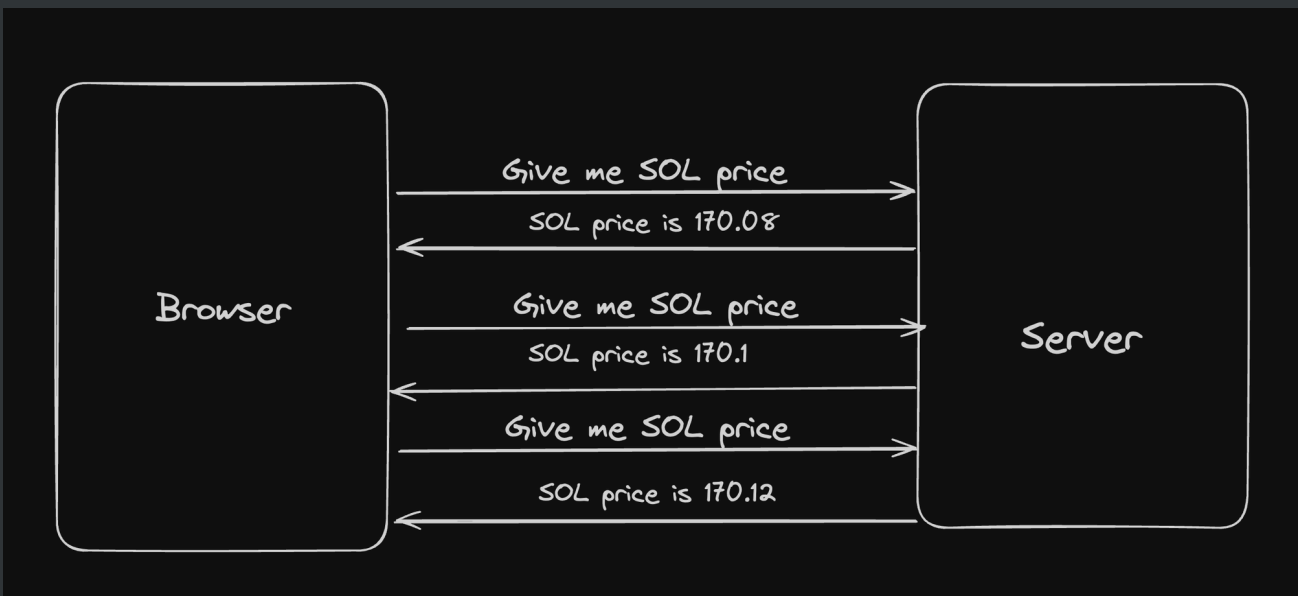 Give me SOL price
SOL price is 170.08
Browser
Give me SOL price
Server
SOL price is 170.1
Give me SOL price
SOL price is 170.12